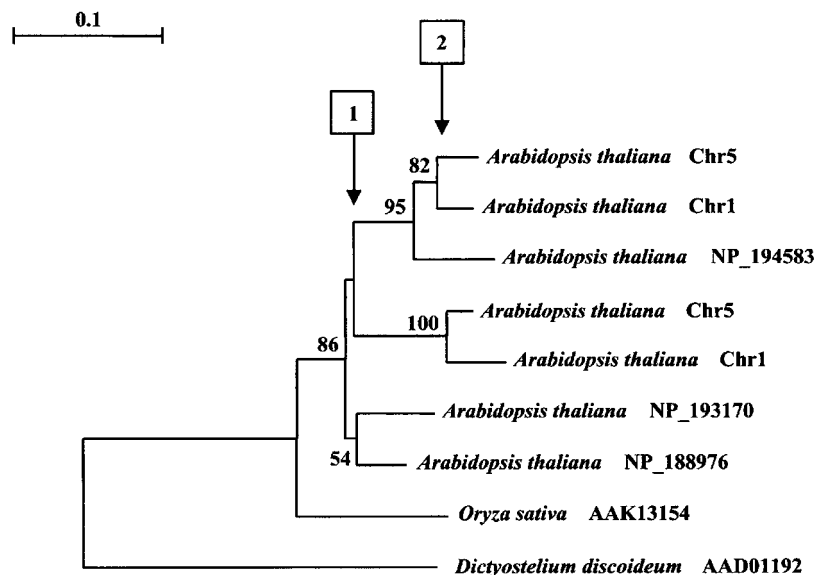 0.1
2
1
82
Arabidopsis thaliana Chr5
Arabidopsis thaliana Chr1
95
Arabidopsis thaliana NP_194583
Arabidopsis thaliana Chr5
100
Arabidopsis thaliana Chr1
86
Arabidopsis thaliana NP_193170
54
Arabidopsis thaliana NP_188976
Oryza sativa AAK13154
Dictyostelium discoideum AAD01192